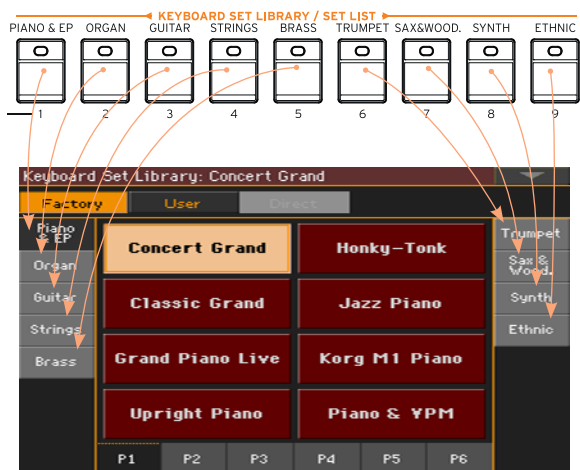 KEYBOARD SET LIBRARY / SET LIST
PIANO & EP ORGAN GUITAR STRINGS BRASS TRUMPET SAX&WOOD. SYNTH ETHNIC
1 2 3 4 5 6 7 8 9
Keyboard Set Library: Concert Grand
Factory User Direct
Piano & EP
Organ
Guitar
Strings
Brass
Concert Grand Honky-Tonk
Classic Grand Jazz Piano
Grand Piano Live Korg M1 Piano
Upright Piano Piano & ¥PM
Trumpet
Sax & Wood.
Synth
Ethnic
P1 P2 P3 P4 P5 P6